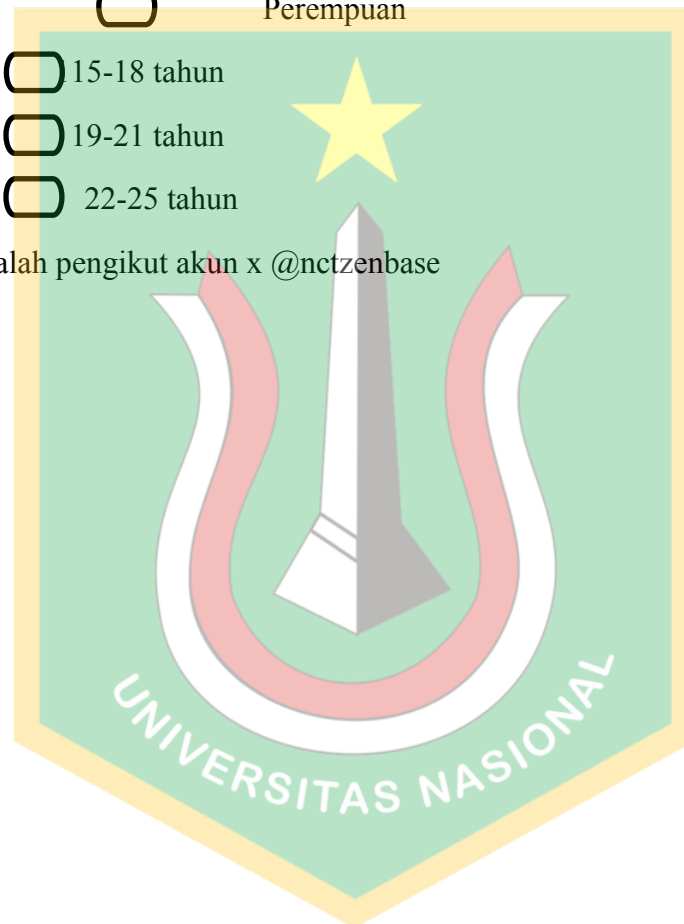 Perempuan
15-18 tahun
19-21 tahun
22-25 tahun
alah pengikut akun x @nctzenbase
UNIVERSITAS NASIONAL